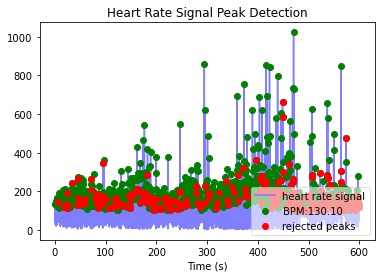 Heart Rate Signal Peak Detection
1000
800
600
400
200
0
heart rate signal
BPM:130.10
rejected peaks
0 100 200 300 400 500 600
Time (s)